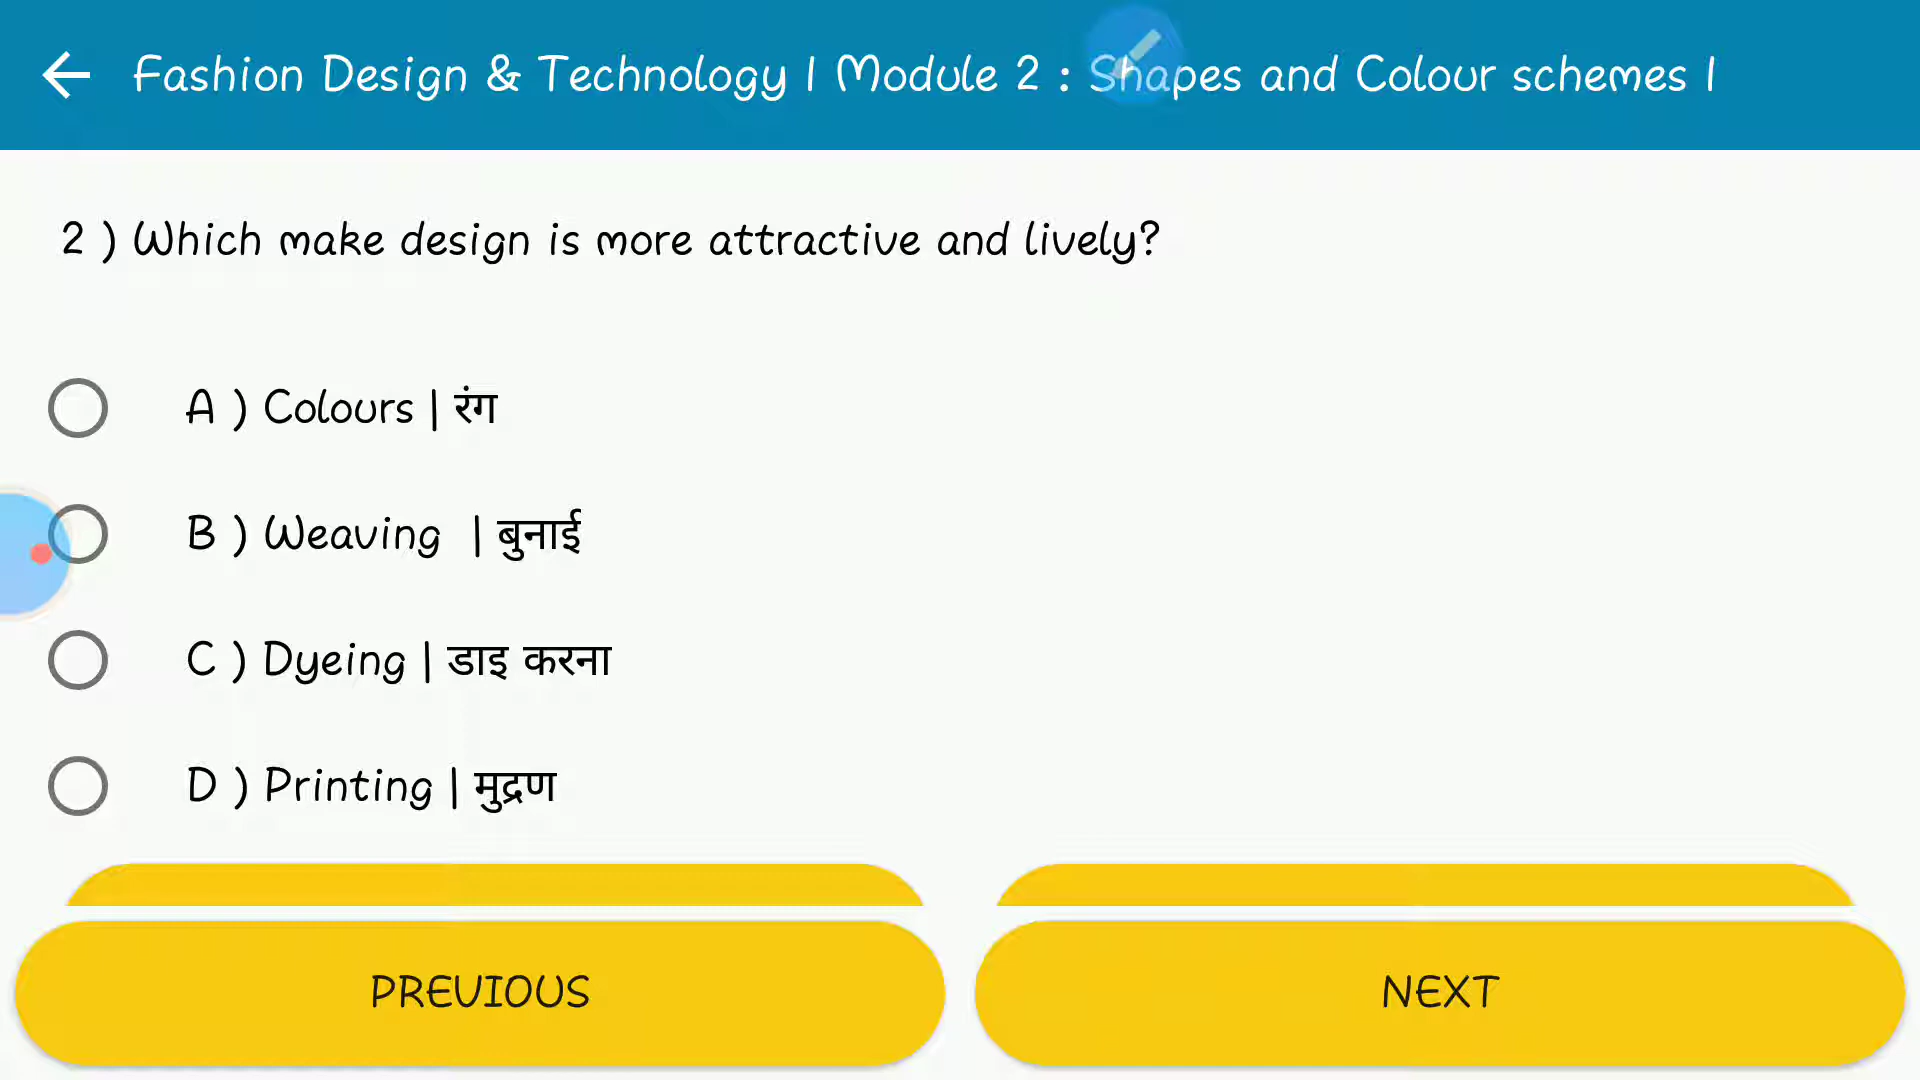 Fashion Design & Technology | Module 2 : Shapes and Colour schemes |
2 ) Which make design is more attractive and lively?
A ) Colours | रंग
B ) Weaving | बुनाई
C ) Dyeing | डाइ करना
D ) Printing | मुद्रण
PREVIOUS
NEXT